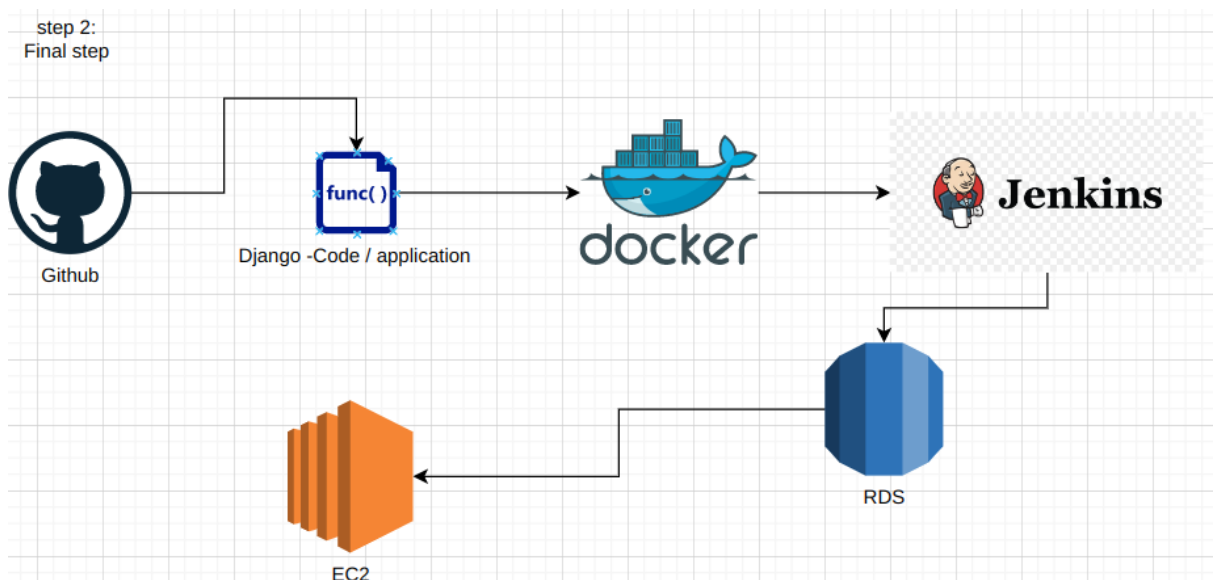 step 2:
Final step
func( )
Django -Code / application
Github
docker
Jenkins
RDS
EC2